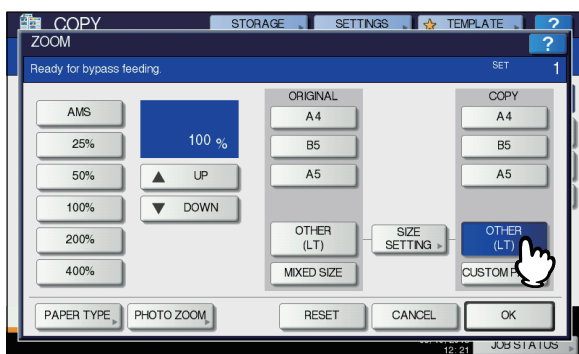 COPY
STORAGE
SETTINGS
TEMPLATE
?
ZOOM
?
Ready for bypass feeding.
SET 1
ORIGINAL
COPY
AMS
25%
50%
100%
200%
400%
100 %
UP
DOWN
A4
B5
A5
OTHER
(LT)
MIXED SIZE
SIZE
SETTING
A4
B5
A5
OTHER
(LT)
CUSTOM
PAPER TYPE
PHOTO ZOOM
RESET
CANCEL
OK
12:21
JOB STATUS